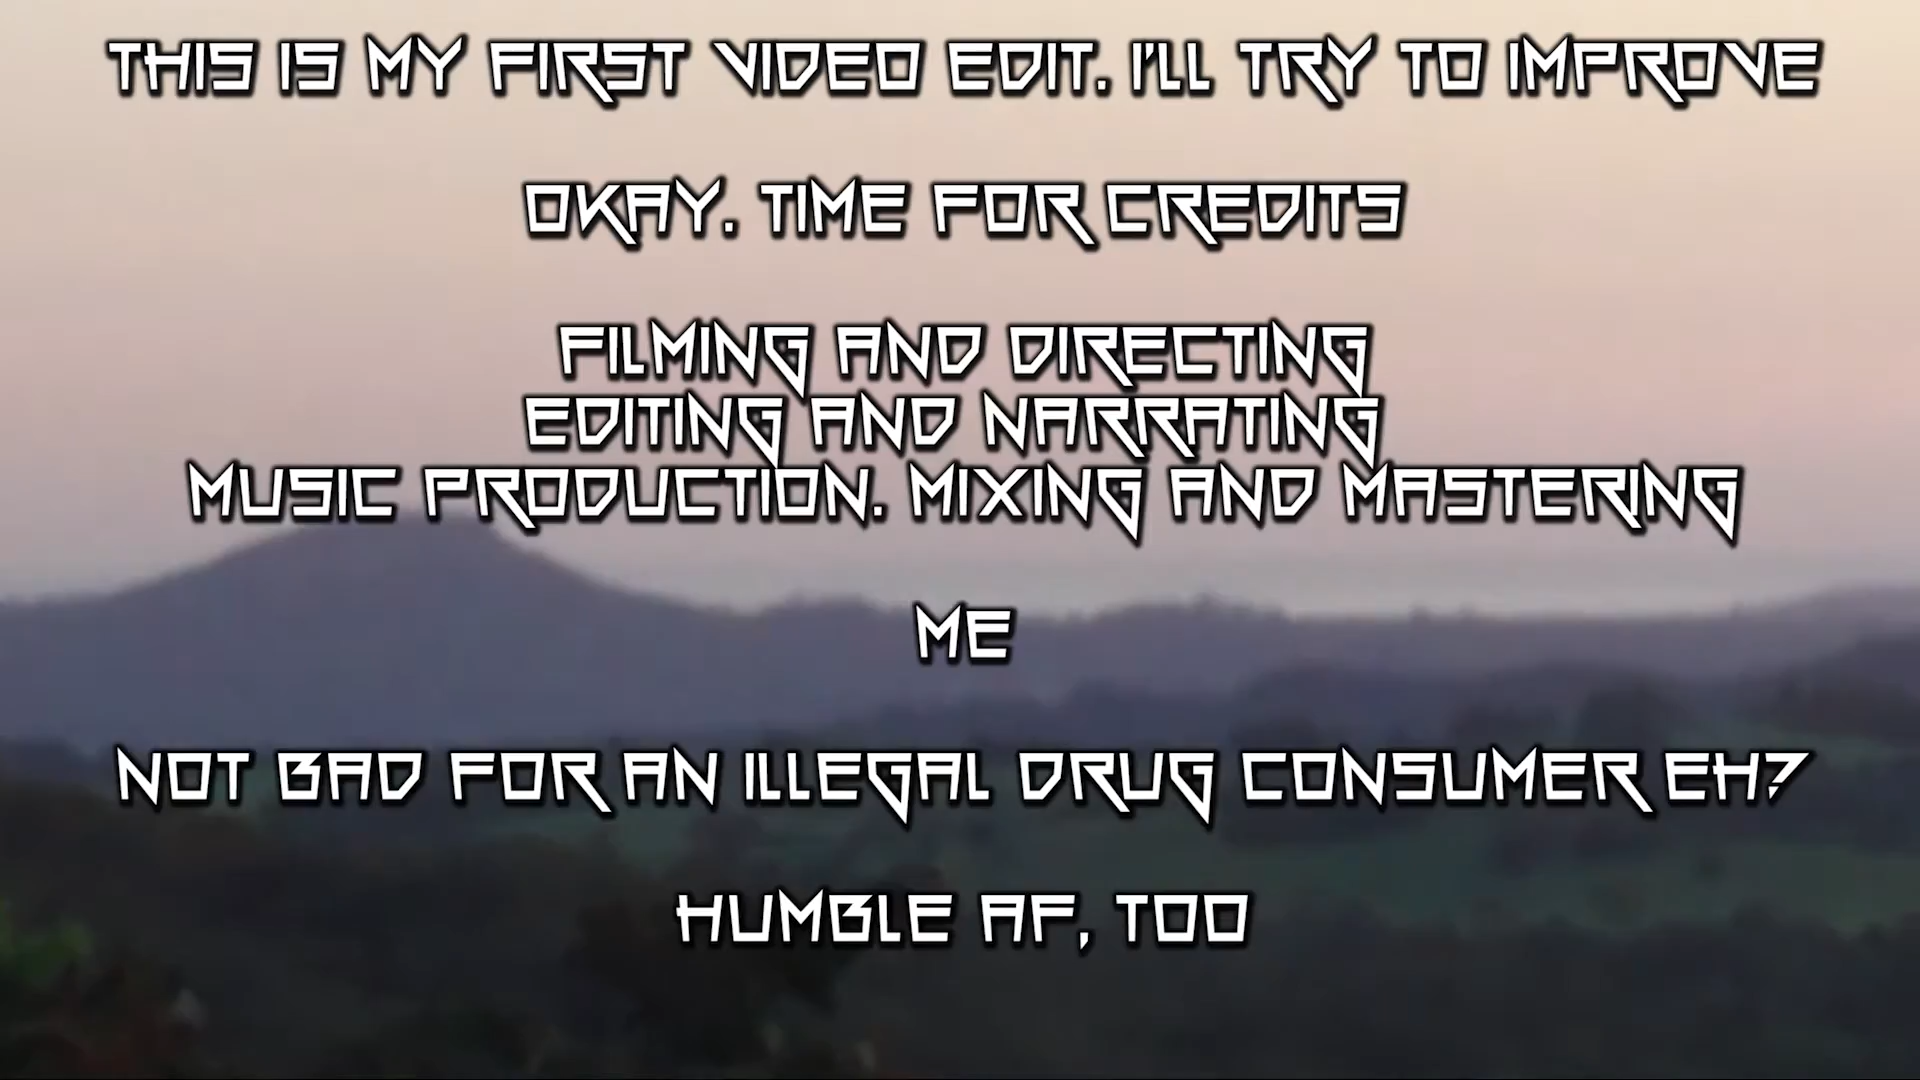 THIS IS MY FIRST VIDEO EDIT. I'LL TRY TO IMPROVE
OKAY. TIME FOR CREDITS
FILMING AND DIRECTING
EDITING AND NARRATING
MUSIC PRODUCTION. MIXING AND MASTERING
ME
NOT BAD FOR AN ILLEGAL DRUG CONSUMER EH?
HUMBLE AF, TOO